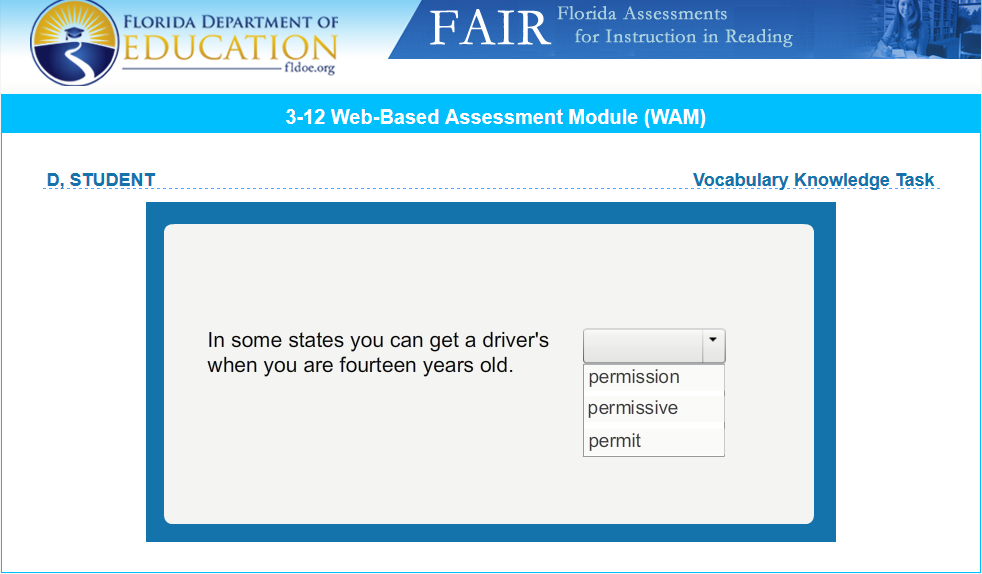 FLORIDA DEPARTMENT OF
EDUCATION
fldoe.org
FAIR
Florida Assessments
for Instruction in Reading
3-12 Web-Based Assessment Module (WAM)
D, STUDENT
Vocabulary Knowledge Task
In some states you can get a driver's
when you are fourteen years old.
permission
permissive
permit